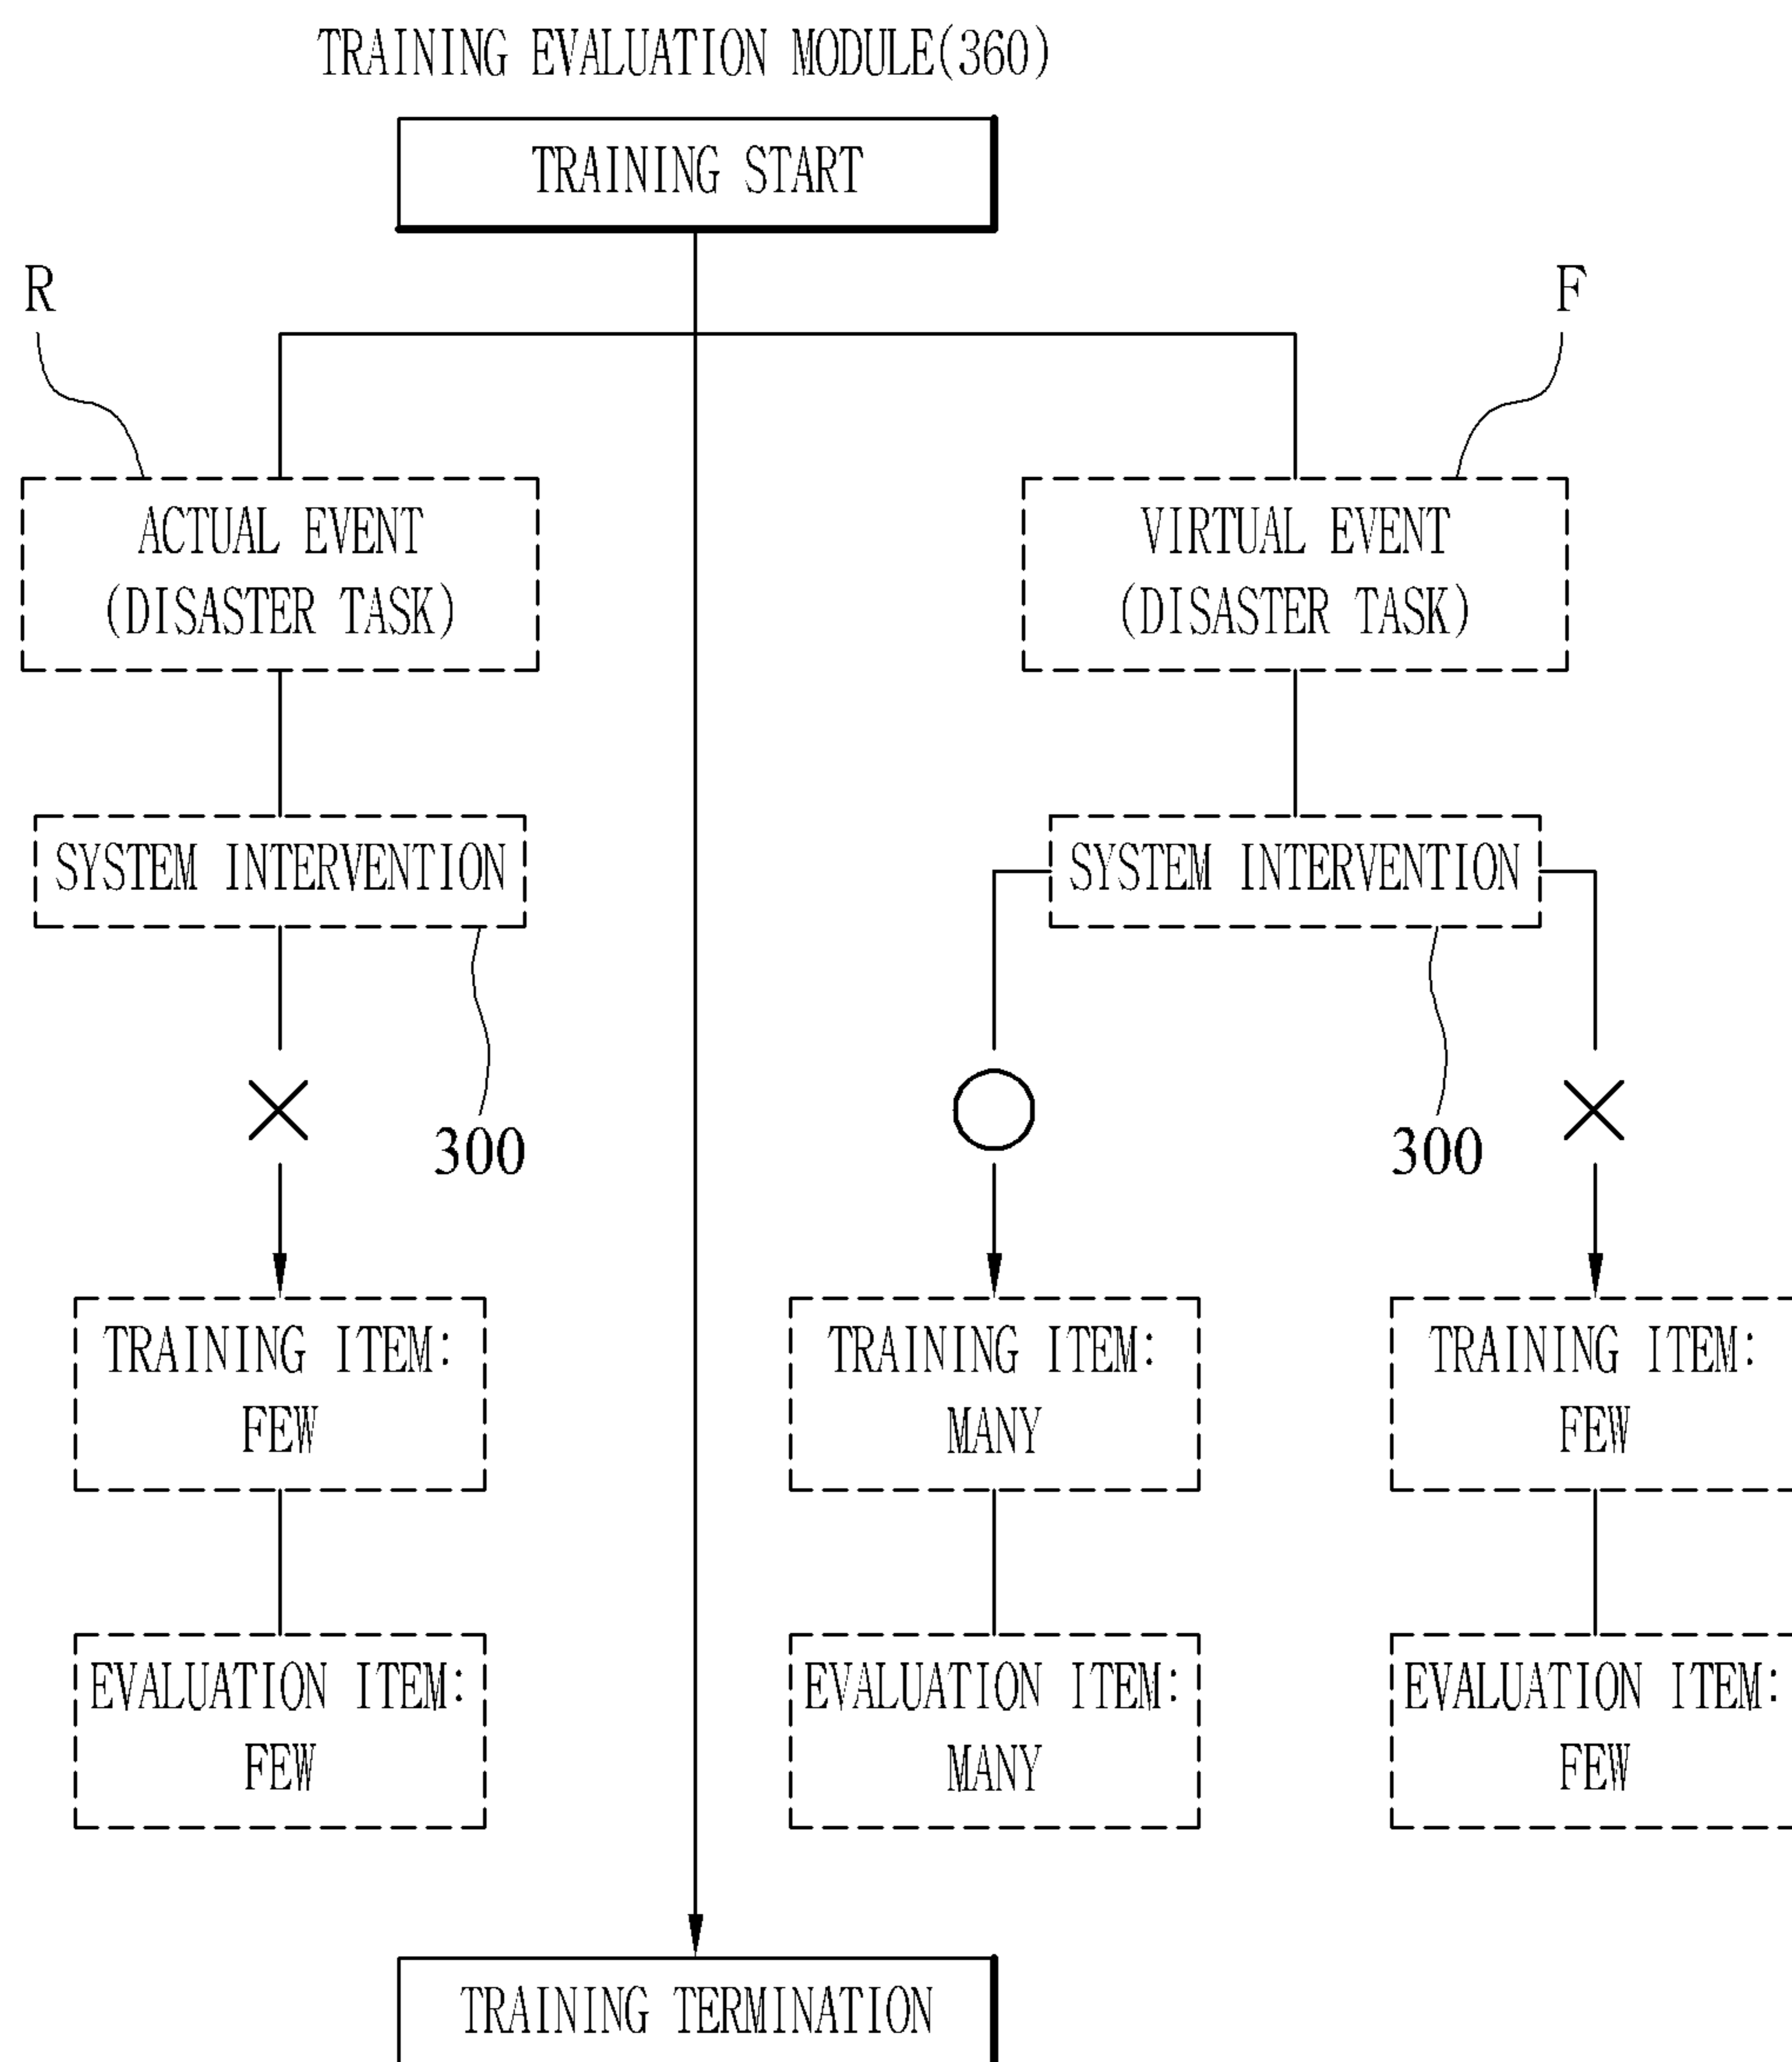 TRAINING EVALUATION MODULE(360)
TRAINING START
R
F
ACTUAL EVENT
(DISASTER TASK)
VIRTUAL EVENT
(DISASTER TASK)
SYSTEM INTERVENTION
SYSTEM INTERVENTION
300
300
TRAINING ITEM:
FEW
TRAINING ITEM:
MANY
TRAINING ITEM:
FEW
EVALUATION ITEM:
FEW
EVALUATION ITEM:
MANY
EVALUATION ITEM:
FEW
TRAINING TERMINATION